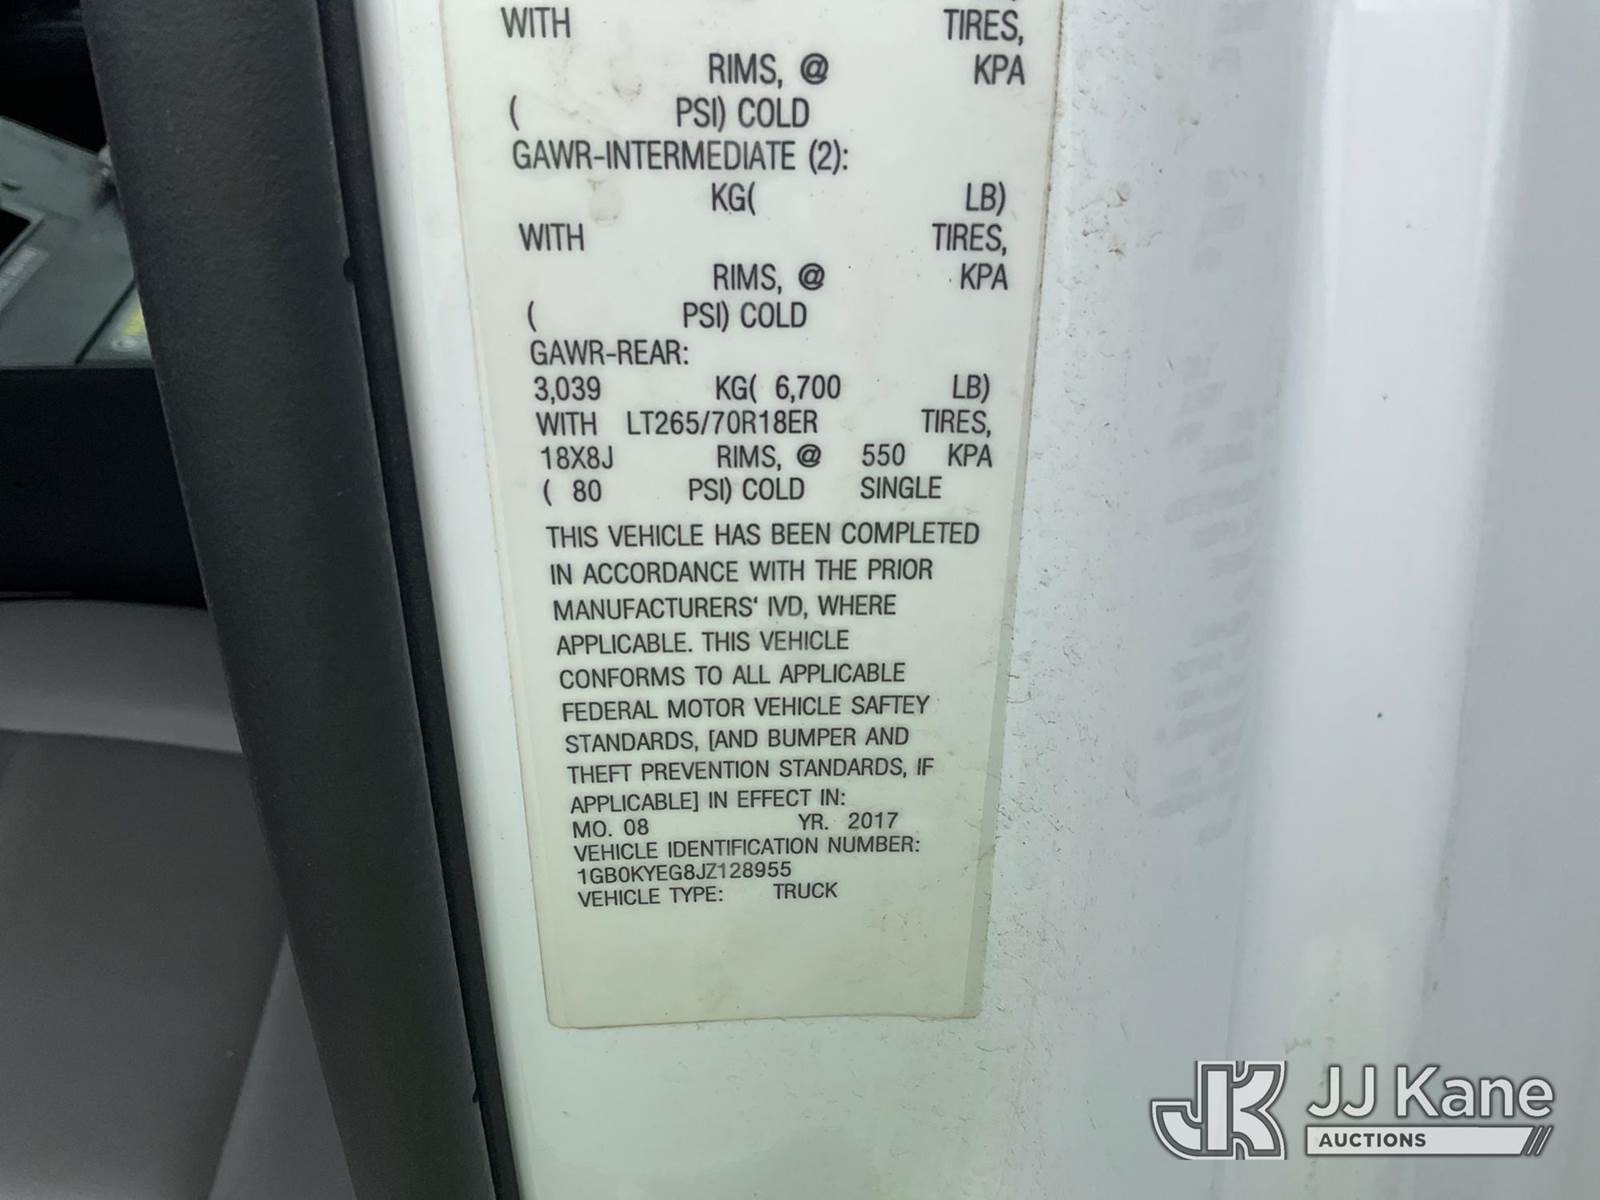 WITH TIRES,
RIMS, @ KPA
( PSI) COLD
GAWR-INTERMEDIATE (2):
KG( LB)
WITH TIRES,
RIMS, @ KPA
( PSI) COLD
GAWR-REAR:
3,039 KG( 6,700 LB)
WITH LT265/70R18ER TIRES,
18X8J RIMS, @ 550 KPA
( 80 PSI) COLD SINGLE
THIS VEHICLE HAS BEEN COMPLETED
IN ACCORDANCE WITH THE PRIOR
MANUFACTURERS' IVD, WHERE
APPLICABLE. THIS VEHICLE
CONFORMS TO ALL APPLICABLE
FEDERAL MOTOR VEHICLE SAFTEY
STANDARDS, [AND BUMPER AND
THEFT PREVENTION STANDARDS, IF
APPLICABLE] IN EFFECT IN:
MO. 08 YR. 2017
VEHICLE IDENTIFICATION NUMBER:
1GB0KYEG8JZ128955
VEHICLE TYPE: TRUCK
JK JJ Kane
AUCTIONS